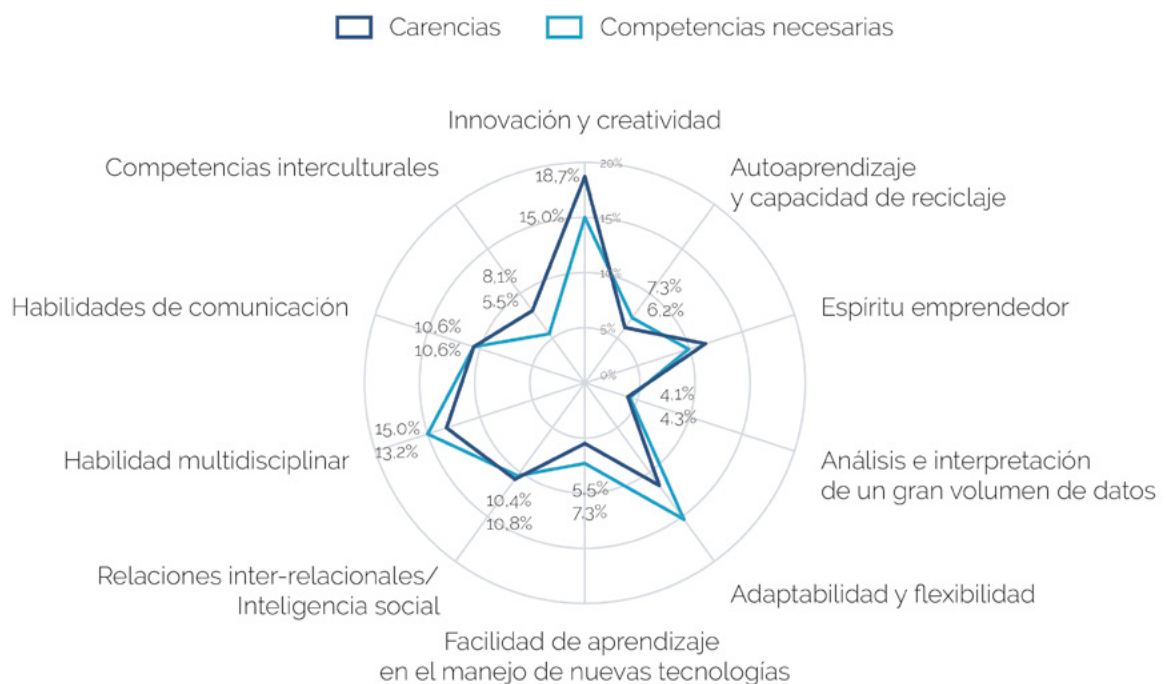 Carencias
Competencias necesarias
Innovación y creatividad
Competencias interculturales
Autoaprendizaje
y capacidad de reciclaje
20%
18,7%
15,0%
15%
10%
8,1%
5,5%
7,3%
6,2%
Habilidades de comunicación
Espíritu emprendedor
10,6%
10,6%
5%
0%
4,1%
4,3%
15,0%
13,2%
Habilidad multidisciplinar
Análisis e interpretación
de un gran volumen de datos
10,4%
10,8%
5,5%
7,3%
Relaciones inter-relacionales/
Inteligencia social
Adaptabilidad y flexibilidad
Facilidad de aprendizaje
en el manejo de nuevas tecnologías